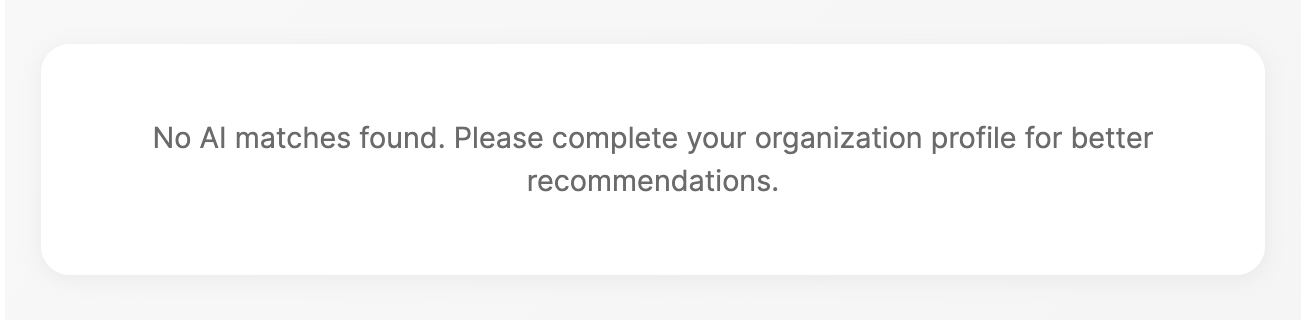 No AI matches found. Please complete your organization profile for better
recommendations.